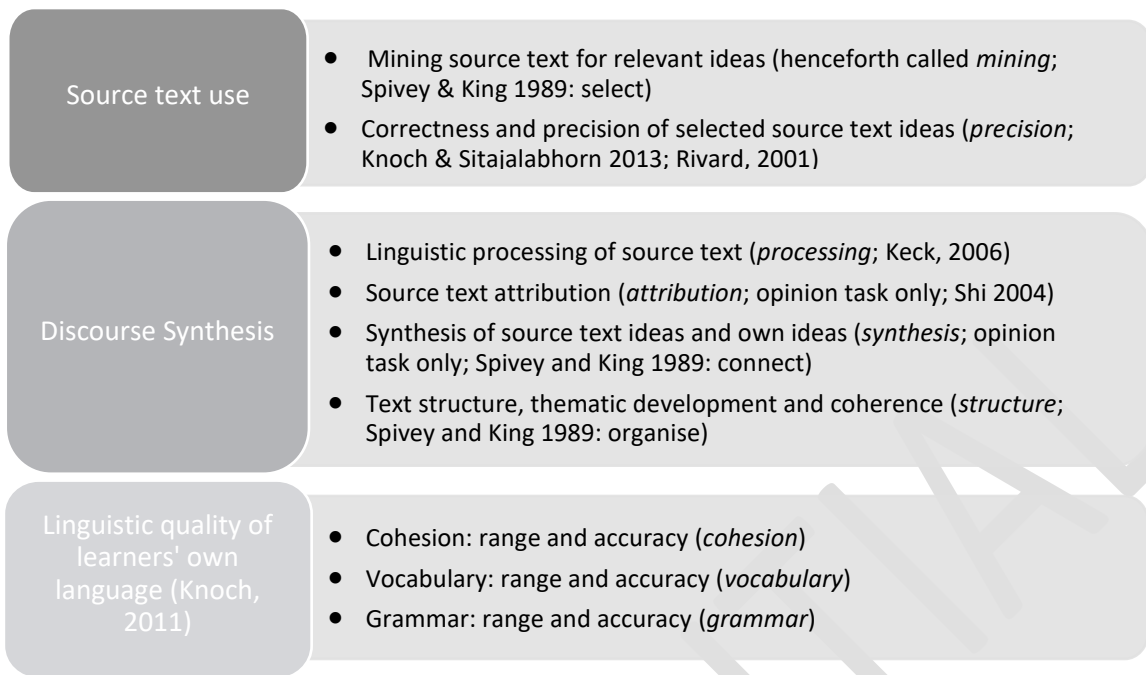 Source text use
● Mining source text for relevant ideas (henceforth called mining;
Spivey & King 1989: select)
● Correctness and precision of selected source text ideas (precision;
Knoch & Sitajalabhorn 2013; Rivard, 2001)
Discourse Synthesis
● Linguistic processing of source text (processing; Keck, 2006)
● Source text attribution (attribution; opinion task only; Shi 2004)
● Synthesis of source text ideas and own ideas (synthesis; opinion
task only; Spivey and King 1989: connect)
● Text structure, thematic development and coherence (structure;
Spivey and King 1989: organise)
Linguistic quality of
learners' own
language (Knoch,
2011)
● Cohesion: range and accuracy (cohesion)
● Vocabulary: range and accuracy (vocabulary)
● Grammar: range and accuracy (grammar)
TIAL